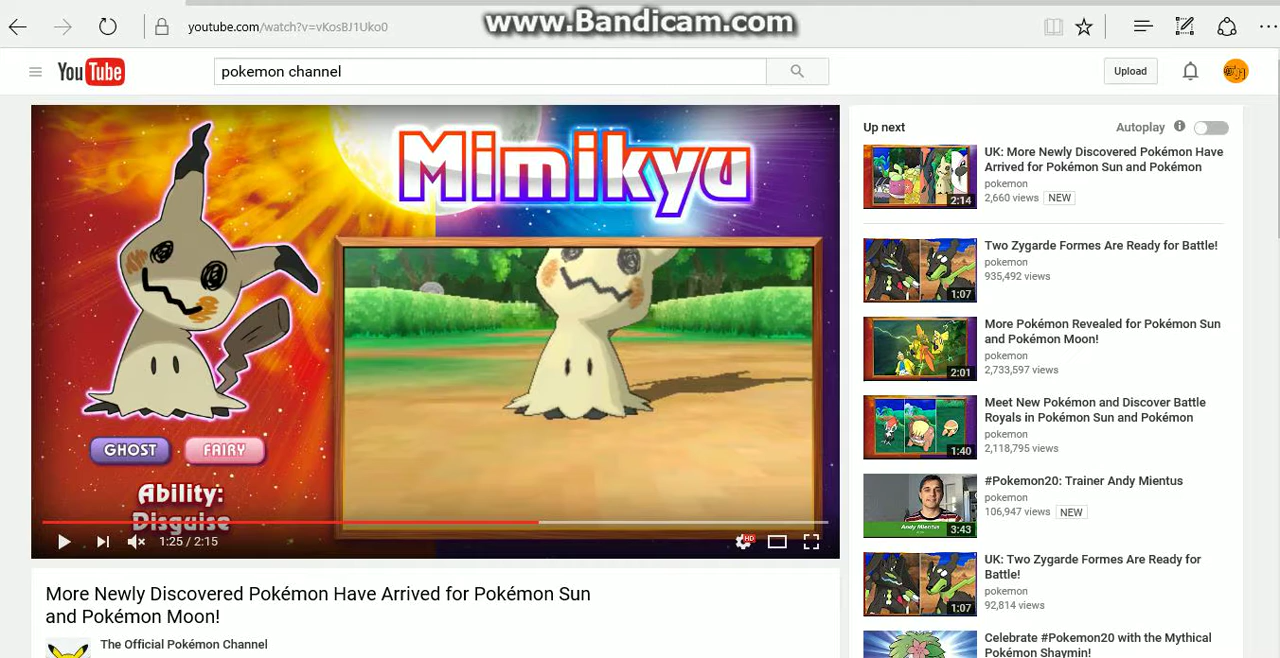 www.Bandicam.com
youtube.com/watch?v=vKosBJ1Uko0
YouTube
pokemon channel
Upload
Mimikyu
GHOST
FAIRY
Ability:
Disguise
1:25 / 2:15
HD
More Newly Discovered Pokémon Have Arrived for Pokémon Sun
and Pokémon Moon!
The Official Pokémon Channel
Up next
Autoplay
UK: More Newly Discovered Pokémon Have
Arrived for Pokémon Sun and Pokémon
pokemon
2,660 views NEW
2:14
Two Zygarde Formes Are Ready for Battle!
pokemon
935,492 views
1:07
More Pokémon Revealed for Pokémon Sun
and Pokémon Moon!
pokemon
2,733,597 views
2:01
Meet New Pokémon and Discover Battle
Royals in Pokémon Sun and Pokémon
pokemon
2,118,795 views
1:40
#Pokemon20: Trainer Andy Mientus
pokemon
106,947 views NEW
Andy Mientus
3:43
UK: Two Zygarde Formes Are Ready for
Battle!
pokemon
92,814 views
1:07
Celebrate #Pokemon20 with the Mythical
Pokémon Shaymin!